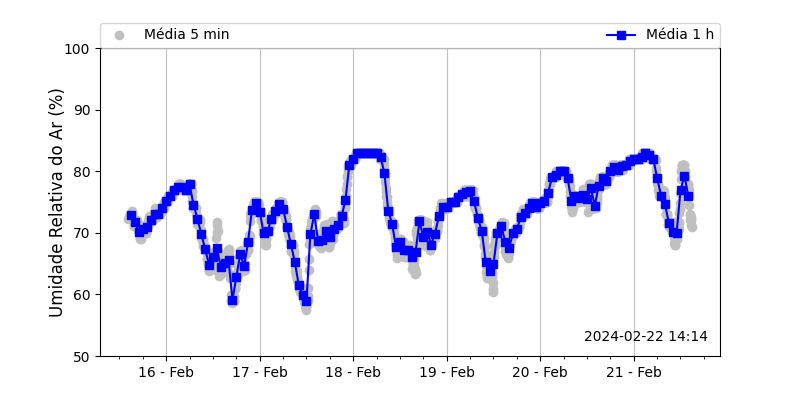 Média 5 min
Média 1 h
Umidade Relativa do Ar (%)
100
90
80
70
60
50
2024-02-22 14:14
16 - Feb
17 - Feb
18 - Feb
19 - Feb
20 - Feb
21 - Feb